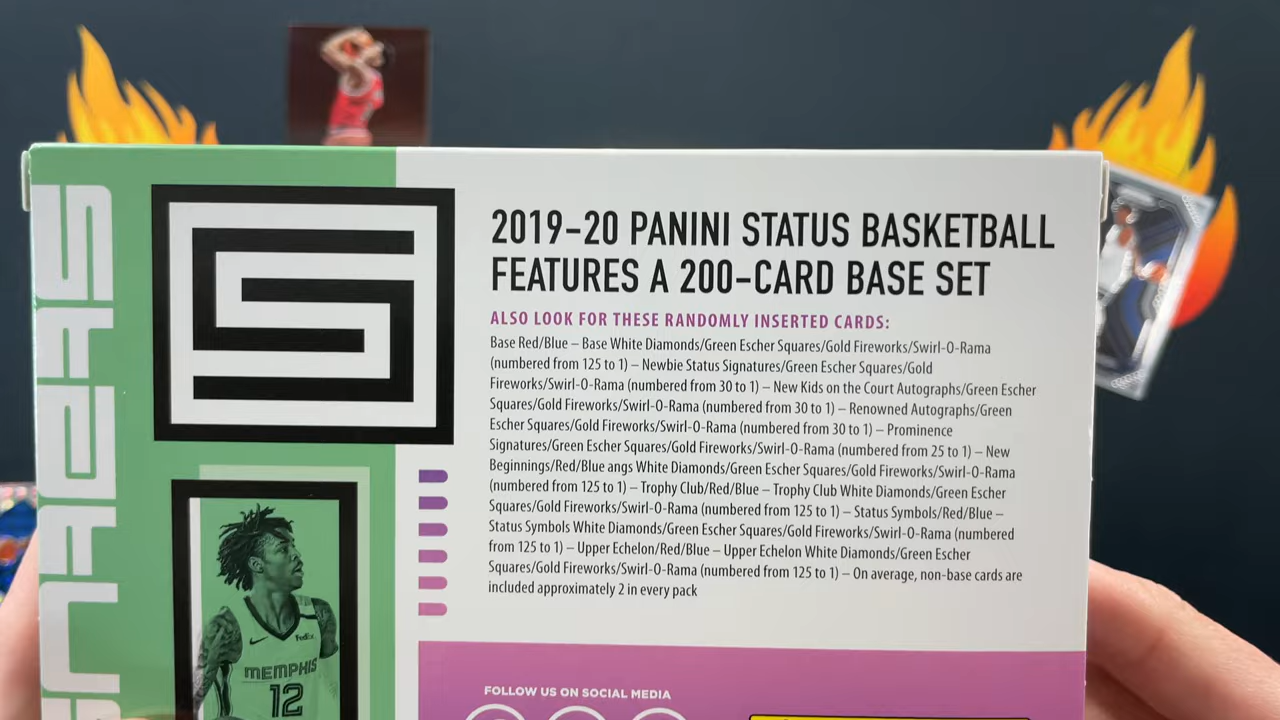 STATUS
2019-20 PANINI STATUS BASKETBALL
FEATURES A 200-CARD BASE SET
ALSO LOOK FOR THESE RANDOMLY INSERTED CARDS:
Base Red/Blue – Base White Diamonds/Green Escher Squares/Gold Fireworks/Swirl-O-Rama
(numbered from 125 to 1) – Newbie Status Signatures/Green Escher Squares/Gold
Fireworks/Swirl-O-Rama (numbered from 30 to 1) – New Kids on the Court Autographs/Green Escher
Squares/Gold Fireworks/Swirl-O-Rama (numbered from 30 to 1) – Renowned Autographs/Green
Escher Squares/Gold Fireworks/Swirl-O-Rama (numbered from 30 to 1) – Prominence
Signatures/Green Escher Squares/Gold Fireworks/Swirl-O-Rama (numbered from 25 to 1) – New
Beginnings/Red/Blue angs White Diamonds/Green Escher Squares/Gold Fireworks/Swirl-O-Rama
(numbered from 125 to 1) – Trophy Club/Red/Blue – Trophy Club White Diamonds/Green Escher
Squares/Gold Fireworks/Swirl-O-Rama (numbered from 125 to 1) – Status Symbols/Red/Blue –
Status Symbols White Diamonds/Green Escher Squares/Gold Fireworks/Swirl-O-Rama (numbered
from 125 to 1) – Upper Echelon/Red/Blue – Upper Echelon White Diamonds/Green Escher
Squares/Gold Fireworks/Swirl-O-Rama (numbered from 125 to 1) – On average, non-base cards are
included approximately 2 in every pack
FedEx
MEMPHIS
12
FOLLOW US ON SOCIAL MEDIA